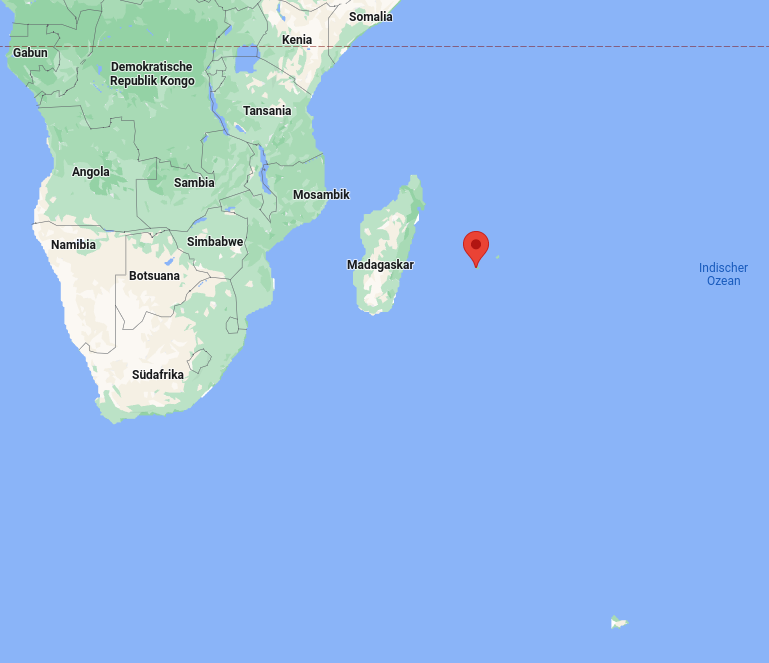 Somalia
Kenia
Gabun
Demokratische
Republik Kongo
Tansania
Angola
Sambia
Mosambik
Namibia
Simbabwe
Madagaskar
Botsuana
Indischer
Ozean
Südafrika